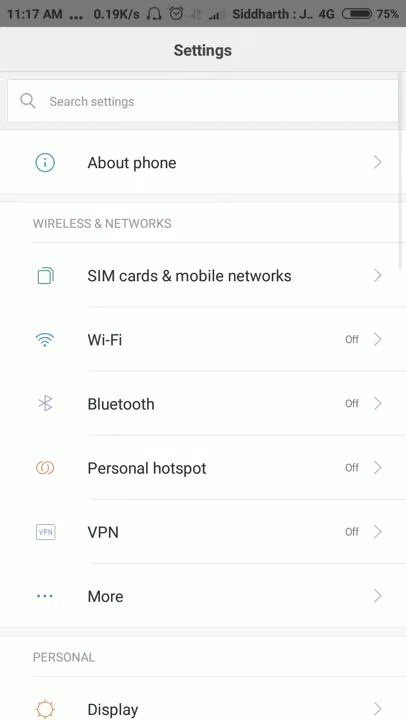 11:17 AM ... 0.19K/s Siddharth : J.. 4G 75%
Settings
Search settings
About phone
WIRELESS & NETWORKS
SIM cards & mobile networks
Wi-Fi Off
Bluetooth Off
Personal hotspot Off
VPN VPN Off
More
PERSONAL
Display